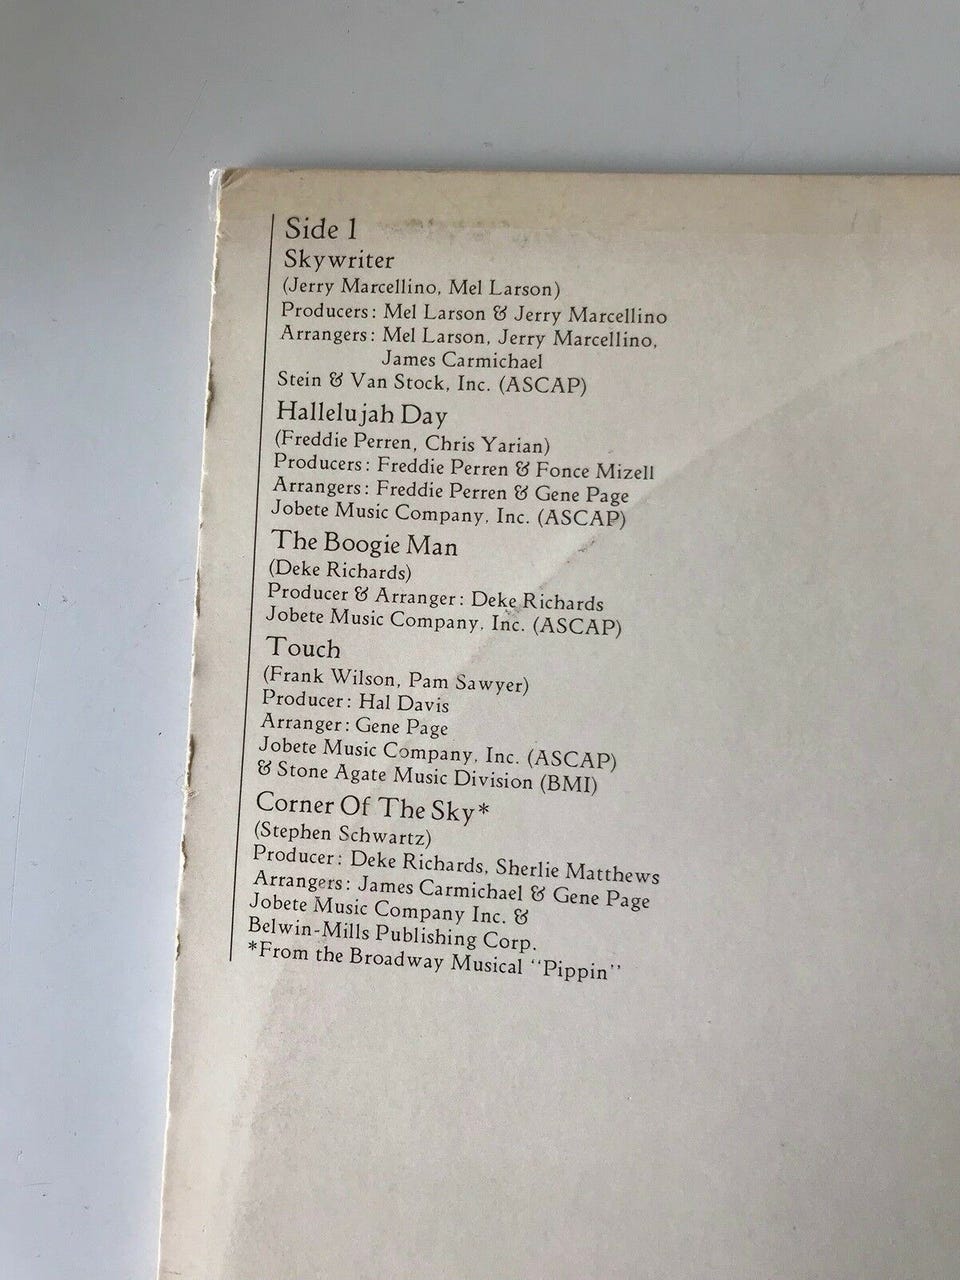 Side 1
Skywriter
(Jerry Marcellino, Mel Larson)
Producers: Mel Larson & Jerry Marcellino
Arrangers: Mel Larson, Jerry Marcellino,
James Carmichael
Stein & Van Stock, Inc. (ASCAP)
Hallelujah Day
(Freddie Perren, Chris Yarian)
Producers: Freddie Perren & Fonce Mizell
Arrangers: Freddie Perren & Gene Page
Jobete Music Company, Inc. (ASCAP)
The Boogie Man
(Deke Richards)
Producer & Arranger: Deke Richards
Jobete Music Company, Inc. (ASCAP)
Touch
(Frank Wilson, Pam Sawyer)
Producer: Hal Davis
Arranger: Gene Page
Jobete Music Company, Inc. (ASCAP)
& Stone Agate Music Division (BMI)
Corner Of The Sky*
(Stephen Schwartz)
Producer: Deke Richards, Sherlie Matthews
Arrangers: James Carmichael & Gene Page
Jobete Music Company Inc. &
Belwin-Mills Publishing Corp.
*From the Broadway Musical "Pippin"